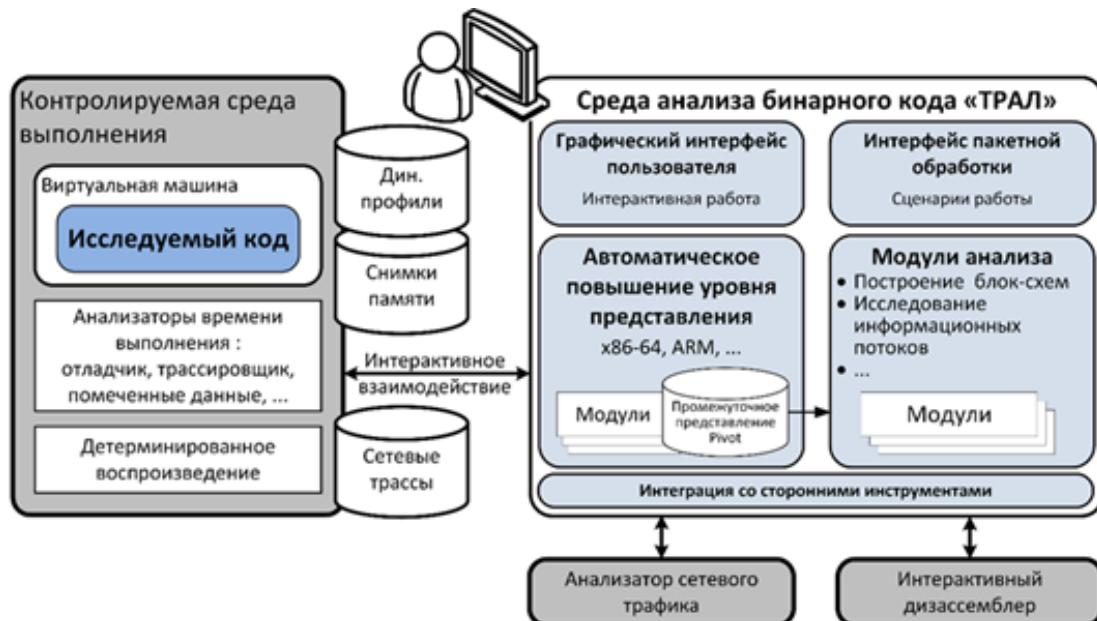 Контролируемая среда
выполнения
Виртуальная машина
Исследуемый код
Анализаторы времени
выполнения :
отладчик, трассировщик,
помеченные данные, ...
Детерминированное
воспроизведение
Дин.
профили
Снимки
памяти
Интерактивное
взаимодействие
Сетевые
трассы
Среда анализа бинарного кода «ТРАЛ»
Графический интерфейс
пользователя
Интерактивная работа
Интерфейс пакетной
обработки
Сценарии работы
Автоматическое
повышение уровня
представления
x86-64, ARM, ...
Модули
Промежуточное
представление
Pivot
Модули анализа
• Построение блок-схем
• Исследование
информационных
потоков
• ...
Модули
Интеграция со сторонними инструментами
Анализатор сетевого
трафика
Интерактивный
дизассемблер